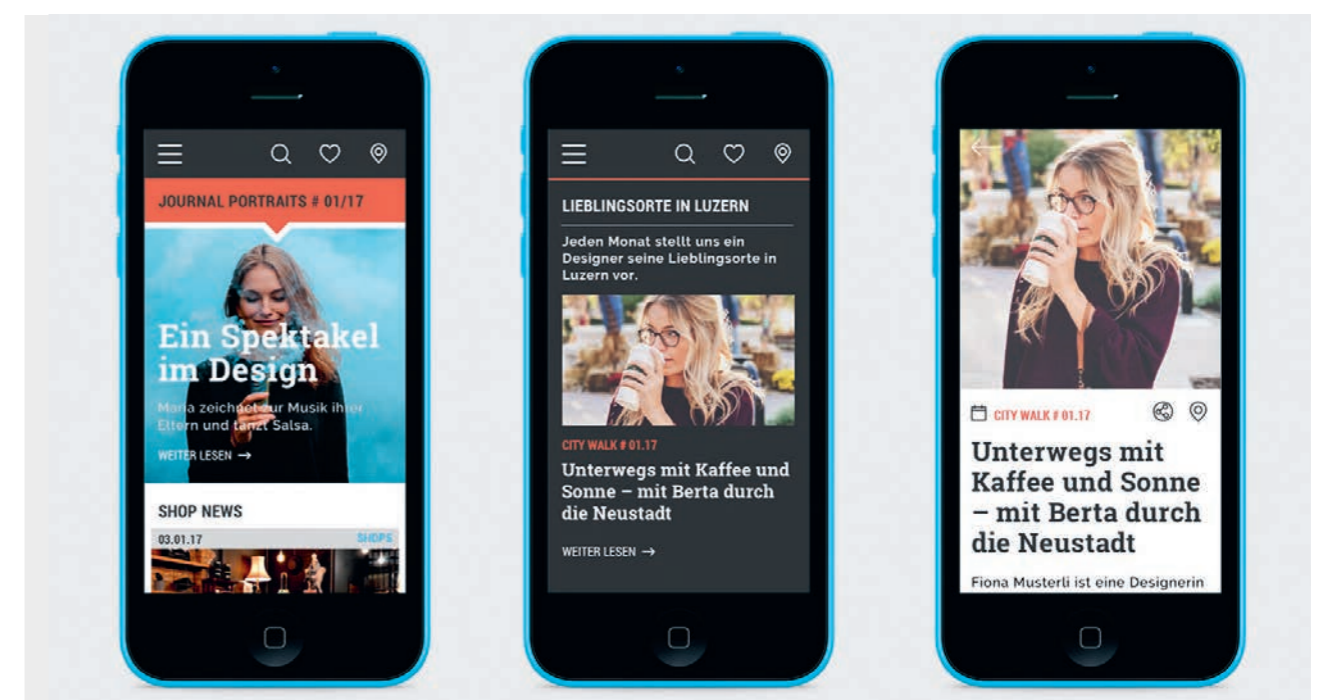 JOURNAL PORTRAITS # 01/17
Ein Spektakel
im Design
Maria zeichnet zur Musik ihrer
Eltern und tanzt Salsa.
WEITER LESEN →
SHOP NEWS
03.01.17
SHOPS
LIEBLINGSORTE IN LUZERN
Jeden Monat stellt uns ein
Designer seine Lieblingsorte in
Luzern vor.
CITY WALK # 01.17
Unterwegs mit Kaffee und
Sonne – mit Berta durch
die Neustadt
WEITER LESEN →
CITY WALK # 01.17
Unterwegs mit
Kaffee und Sonne
– mit Berta durch
die Neustadt
Fiona Musterli ist eine Designerin